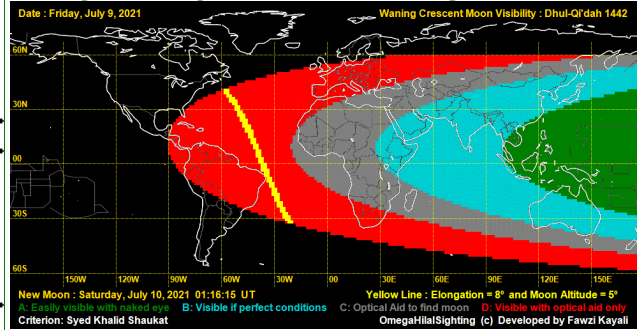 Date : Friday, July 9, 2021 Waning Crescent Moon Visibility : Dhul-Qi'dah 1442
60N
30N
00
30S
60S
150W 120W 90W 60W 30W 00 30E 60E 90E 120E 150E
New Moon : Saturday, July 10, 2021 01:16:15 UT Yellow Line : Elongation = 8º and Moon Altitude = 5º
A: Easily visible with naked eye B: Visible if perfect conditions C: Optical Aid to find moon D: Visible with optical aid only
Criterion: Syed Khalid Shaukat OmegaHilalSighting (c) Developed by Fawzi Kayali